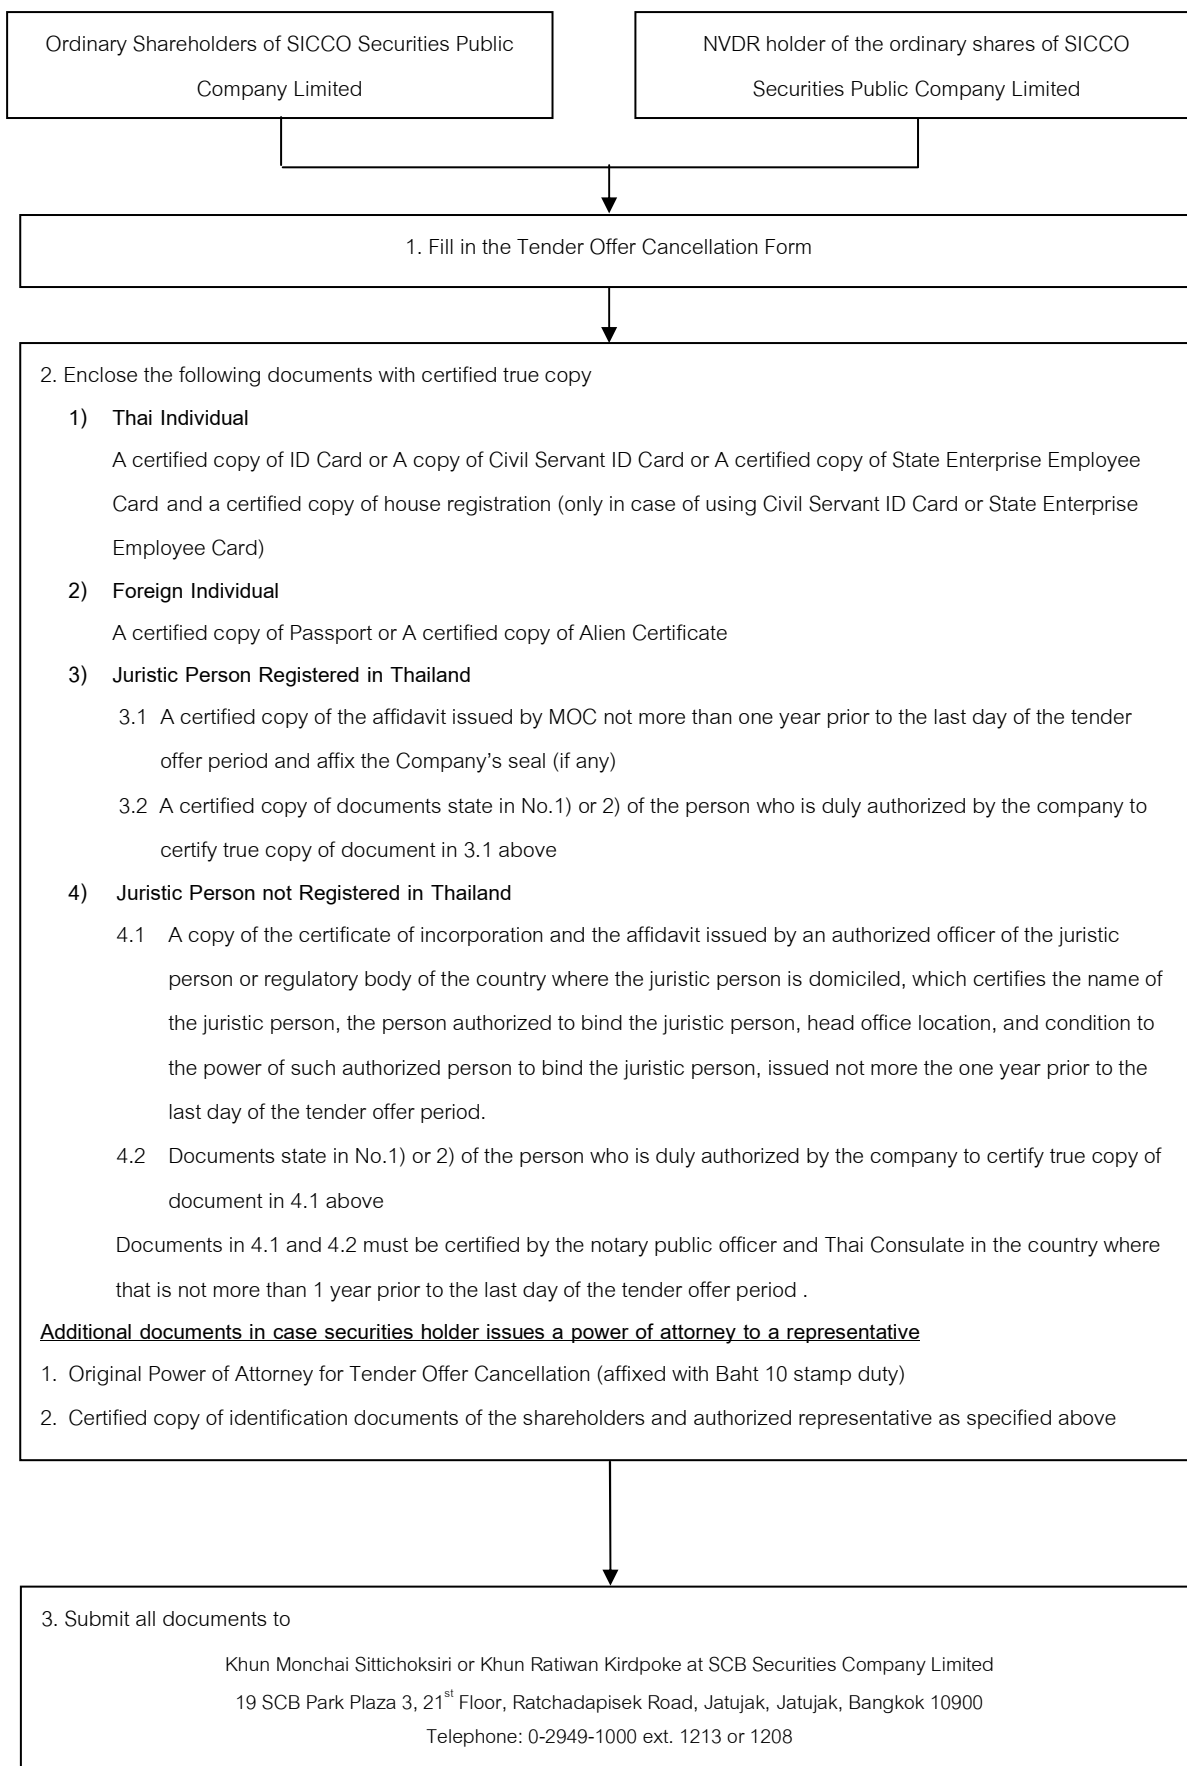 Ordinary Shareholders of SICCO Securities Public
Company Limited
NVDR holder of the ordinary shares of SICCO
Securities Public Company Limited
1. Fill in the Tender Offer Cancellation Form
2. Enclose the following documents with certified true copy
1) Thai Individual
A certified copy of ID Card or A copy of Civil Servant ID Card or A certified copy of State Enterprise Employee
Card and a certified copy of house registration (only in case of using Civil Servant ID Card or State Enterprise
Employee Card)
2) Foreign Individual
A certified copy of Passport or A certified copy of Alien Certificate
3) Juristic Person Registered in Thailand
3.1 A certified copy of the affidavit issued by MOC not more than one year prior to the last day of the tender
offer period and affix the Company's seal (if any)
3.2 A certified copy of documents state in No.1) or 2) of the person who is duly authorized by the company to
certify true copy of document in 3.1 above
4) Juristic Person not Registered in Thailand
4.1 A copy of the certificate of incorporation and the affidavit issued by an authorized officer of the juristic
person or regulatory body of the country where the juristic person is domiciled, which certifies the name of
the juristic person, the person authorized to bind the juristic person, head office location, and condition to
the power of such authorized person to bind the juristic person, issued not more the one year prior to the
last day of the tender offer period.
4.2 Documents state in No.1) or 2) of the person who is duly authorized by the company to certify true copy of
document in 4.1 above
Documents in 4.1 and 4.2 must be certified by the notary public officer and Thai Consulate in the country where
that is not more than 1 year prior to the last day of the tender offer period .
Additional documents in case securities holder issues a power of attorney to a representative
1. Original Power of Attorney for Tender Offer Cancellation (affixed with Baht 10 stamp duty)
2. Certified copy of identification documents of the shareholders and authorized representative as specified above
3. Submit all documents to
Khun Monchai Sittichoksiri or Khun Ratiwan Kirdpoke at SCB Securities Company Limited
19 SCB Park Plaza 3, 21st Floor, Ratchadapisek Road, Jatujak, Jatujak, Bangkok 10900
Telephone: 0-2949-1000 ext. 1213 or 1208